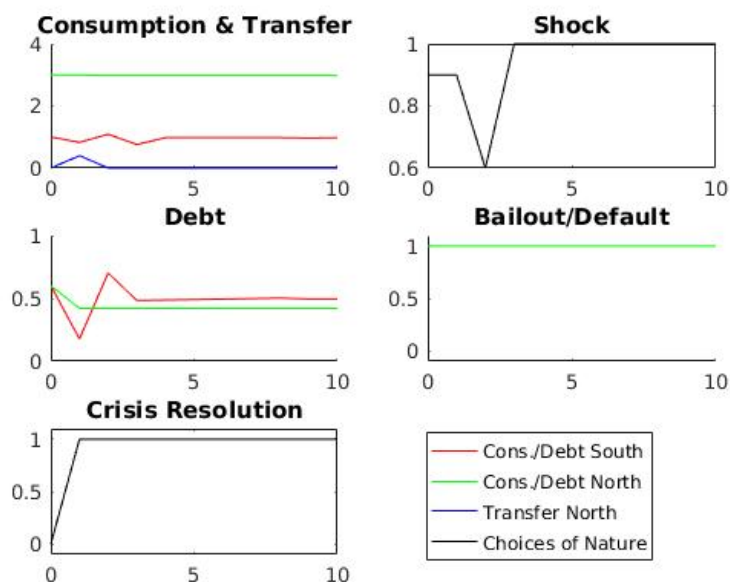 Consumption & Transfer
4
2
0
0 5 10
Shock
1
0.8
0.6
0 5 10
Debt
1
0.5
0
0 5 10
Bailout/Default
1
0.5
0
0 5 10
Crisis Resolution
1
0.5
0
0 5 10
Cons./Debt South
Cons./Debt North
Transfer North
Choices of Nature